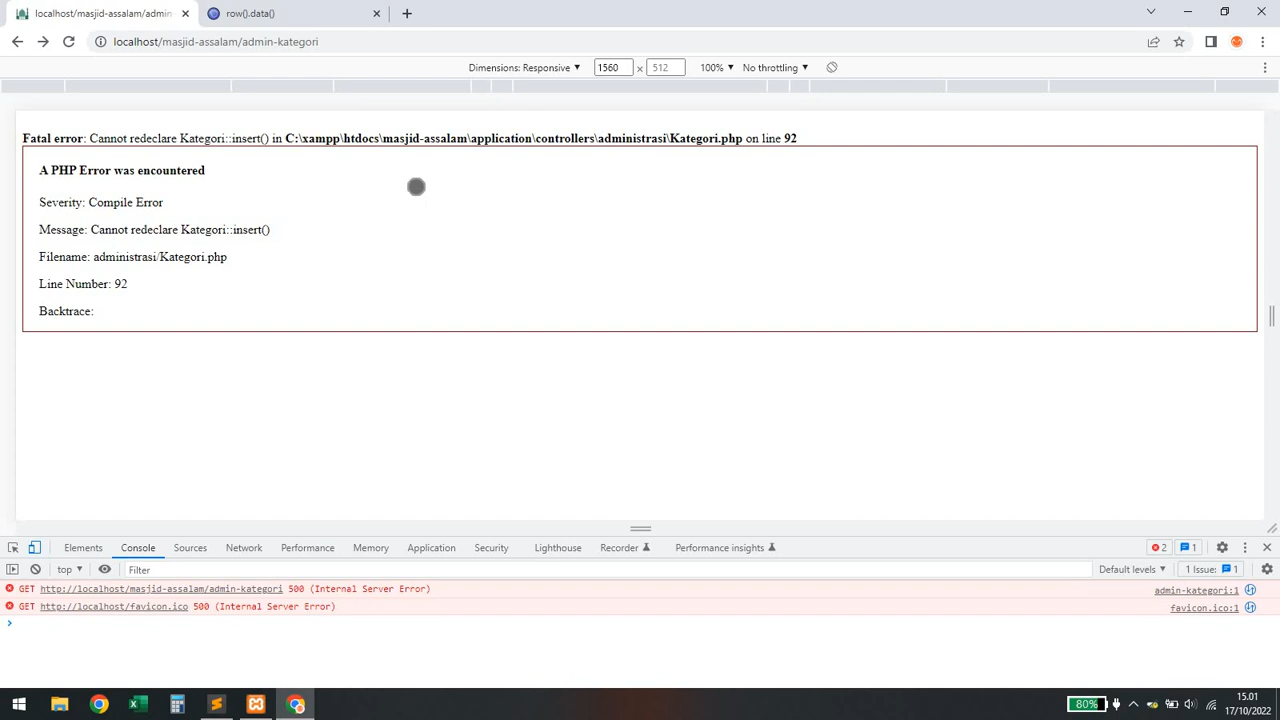 localhost/masjid-assalam/admin
row().data()
localhost/masjid-assalam/admin-kategori
Dimensions: Responsive
1560
x
512
100%
No throttling
Fatal error: Cannot redeclare Kategori::insert() in C:\xampp\htdocs\masjid-assalam\application\controllers\administrasi\Kategori.php on line 92
A PHP Error was encountered
Severity: Compile Error
Message: Cannot redeclare Kategori::insert()
Filename: administrasi/Kategori.php
Line Number: 92
Backtrace:
Elements Console Sources Network Performance Memory Application Security Lighthouse Recorder Performance insights 2 1
top Filter Default levels 1 Issue: 1
GET http://localhost/masjid-assalam/admin-kategori 500 (Internal Server Error) admin-kategori:1
GET http://localhost/favicon.ico 500 (Internal Server Error) favicon.ico:1
80%
15.01
17/10/2022